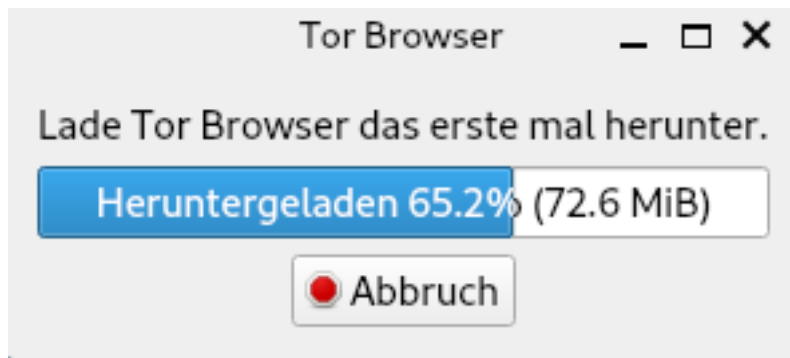 Tor Browser
Lade Tor Browser das erste mal herunter.
Heruntergeladen 65.2% (72.6 MiB)
Abbruch